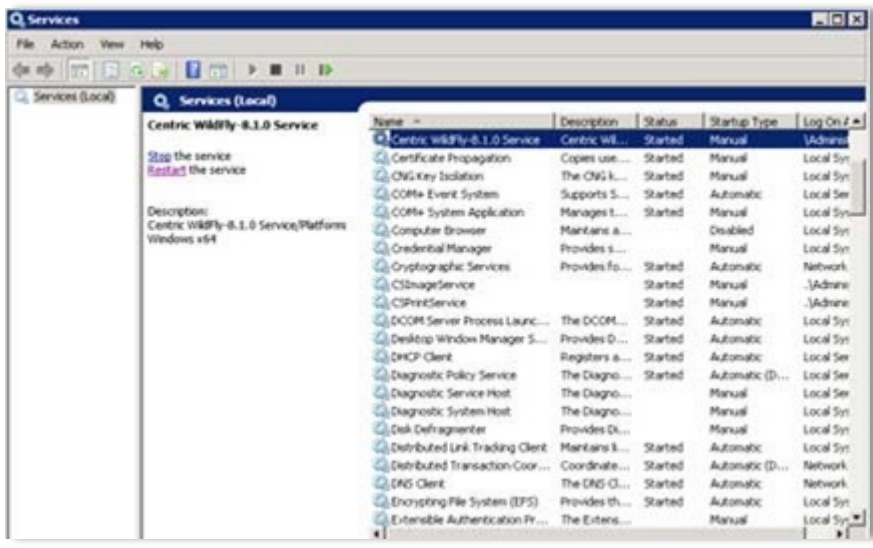 Services
File Action View Help
Services (Local)
Services (Local)
Centric WildFly-8.1.0 Service
Stop the service
Restart the service
Description:
Centric WildFly-8.1.0 Service/Platforms
Windows x64
Name Description Status Startup Type Log On A
Centric WildFly-8.1.0 Service Centric Wil... Started Manual .\Adminis
Certificate Propagation Copies use... Started Manual Local Sys
CNG Key Isolation The CNG k... Started Manual Local Sys
COM+ Event System Supports S... Started Automatic Local Ser
COM+ System Application Manages t... Started Manual Local Sys
Computer Browser Maintains a... Disabled Local Sys
Credential Manager Provides s... Manual Local Sys
Cryptographic Services Provides fo... Started Automatic Network
CSImageService Started Manual .\Admine
CSPrintService Started Manual .\Admine
DCOM Server Process Launc... The DCOM... Started Automatic Local Sys
Desktop Window Manager S... Provides D... Started Automatic Local Sys
DHCP Client Registers a... Started Automatic Local Ser
Diagnostic Policy Service The Diagno... Started Automatic (D... Local Ser
Diagnostic Service Host The Diagno... Manual Local Ser
Diagnostic System Host The Diagno... Manual Local Sys
Disk Defragmenter Provides Di... Manual Local Sys
Distributed Link Tracking Client Maintains li... Started Automatic Local Sys
Distributed Transaction Coor... Coordinate... Started Automatic (D... Network
DNS Client The DNS Cl... Started Automatic Network
Encrypting File System (EFS) Provides th... Started Automatic Local Sys
Extensible Authentication Pr... The Extens... Manual Local Sys